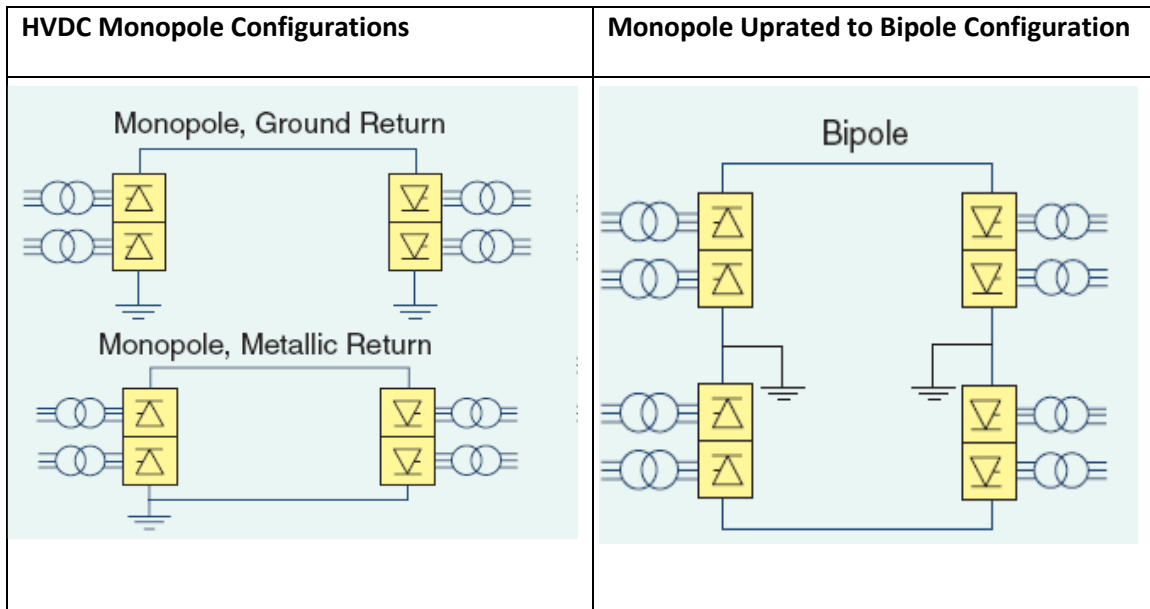 HVDC Monopole Configurations
Monopole Uprated to Bipole Configuration
Monopole, Ground Return
Monopole, Metallic Return
Bipole